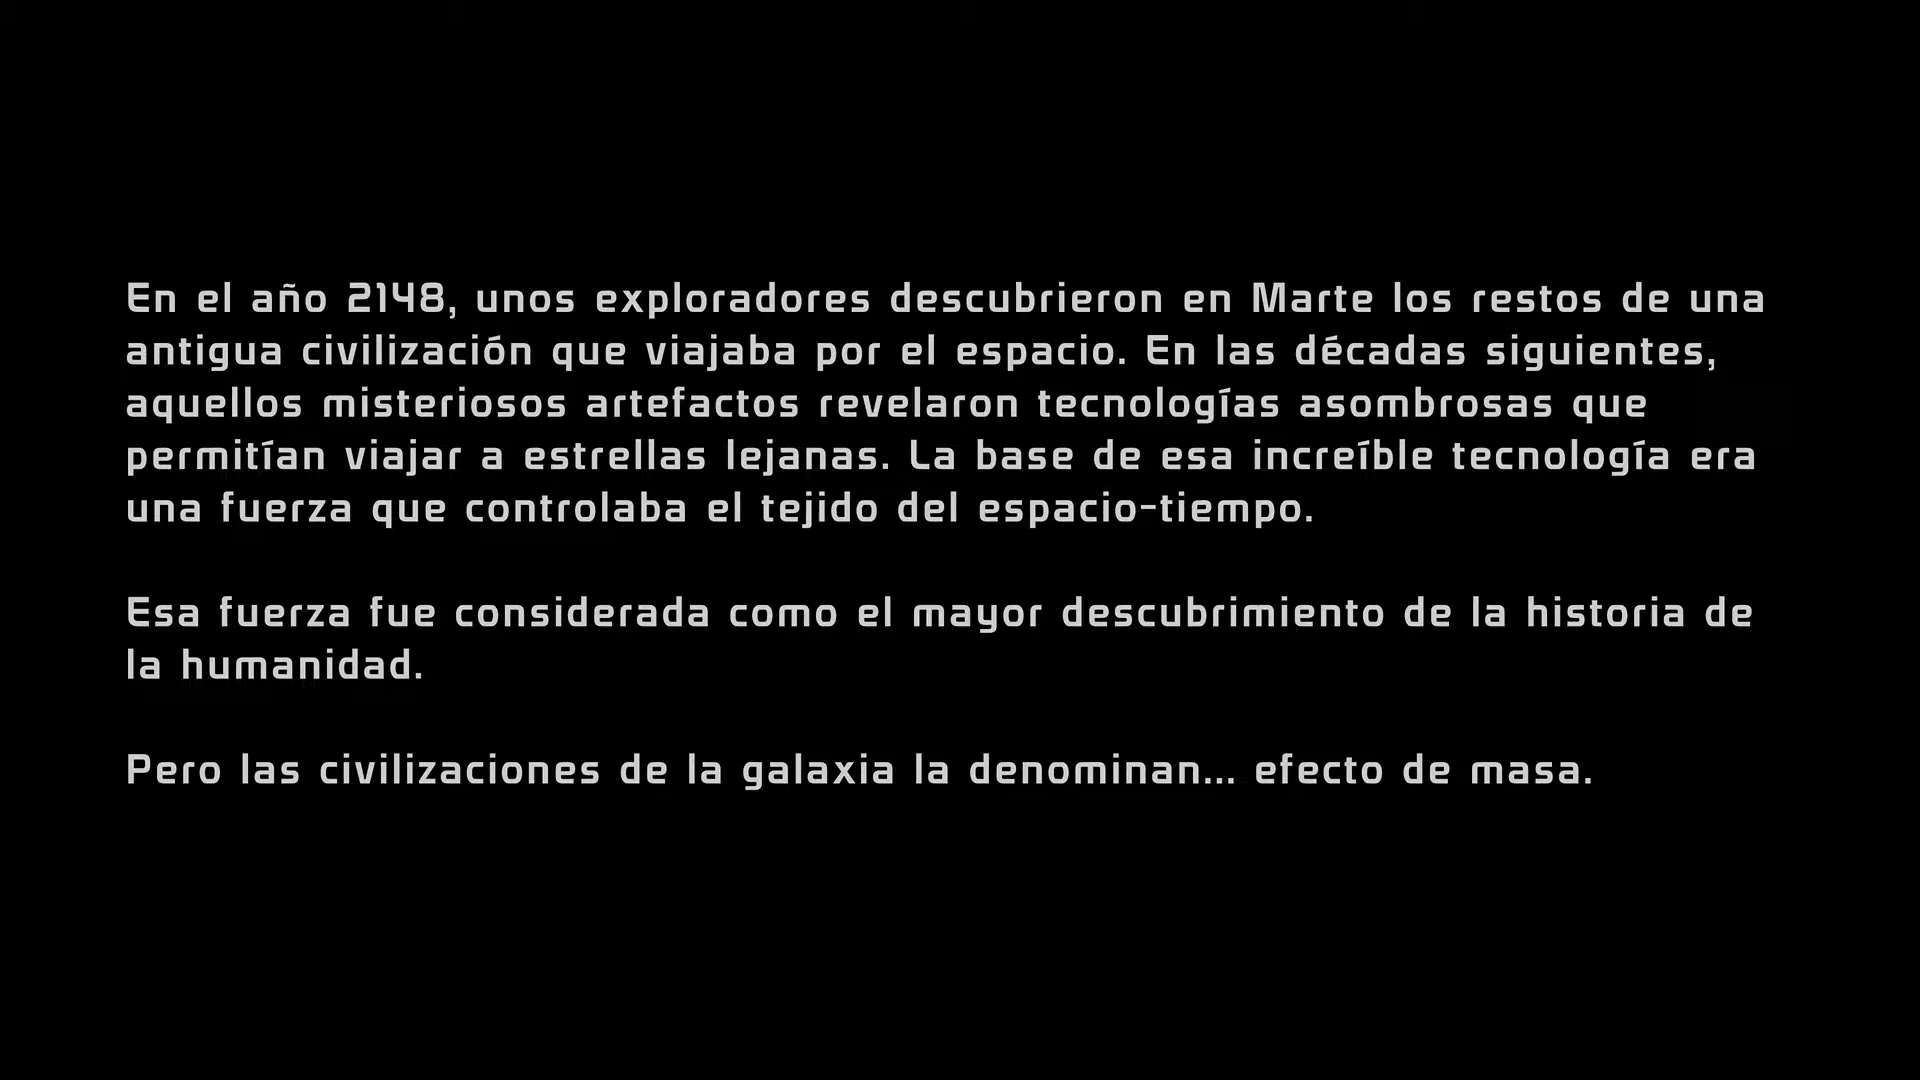 En el año 2148, unos exploradores descubrieron en Marte los restos de una
antigua civilización que viajaba por el espacio. En las décadas siguientes,
aquellos misteriosos artefactos revelaron tecnologías asombrosas que
permitían viajar a estrellas lejanas. La base de esa increíble tecnología era
una fuerza que controlaba el tejido del espacio-tiempo.
Esa fuerza fue considerada como el mayor descubrimiento de la historia de
la humanidad.
Pero las civilizaciones de la galaxia la denominan... efecto de masa.